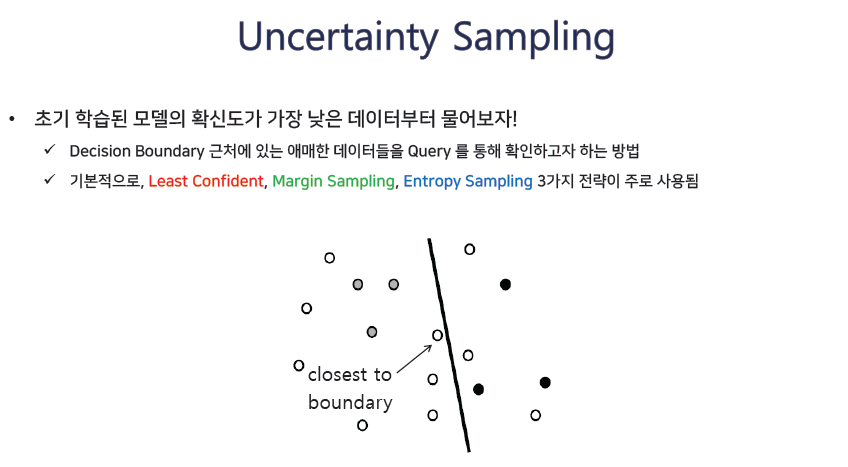 Uncertainty Sampling
• 초기 학습된 모델의 확신도가 가장 낮은 데이터부터 물어보자!
✓ Decision Boundary 근처에 있는 애매한 데이터들을 Query 를 통해 확인하고자 하는 방법
✓ 기본적으로, Least Confident, Margin Sampling, Entropy Sampling 3가지 전략이 주로 사용됨
closest to
boundary